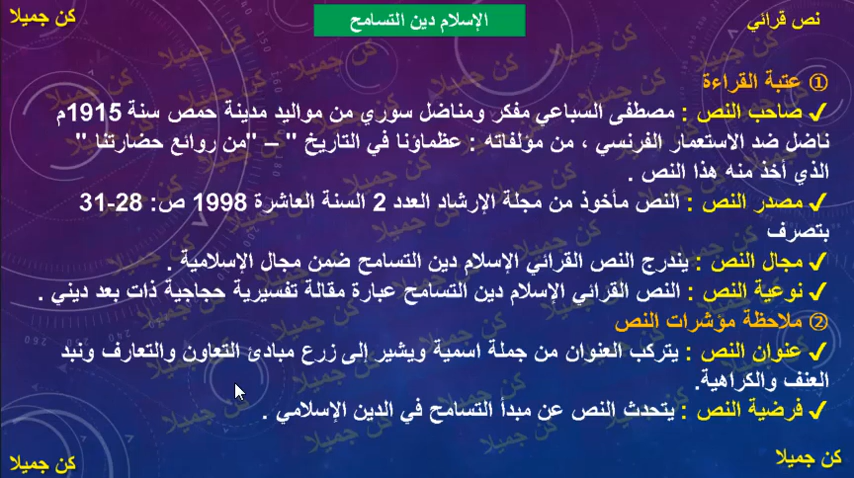 كن جميلا
الإسلام دين التسامح
نص قرائي
① عتبة القراءة
✓ صاحب النص : مصطفى السباعي مفكر ومناضل سوري من مواليد مدينة حمص سنة 1915م
ناضل ضد الاستعمار الفرنسي ، من مؤلفاته : عظماؤنا في التاريخ " – "من روائع حضارتنا "
الذي أخذ منه هذا النص .
✓ مصدر النص : النص مأخوذ من مجلة الإرشاد العدد 2 السنة العاشرة 1998 ص: 28-31
بتصرف
✓ مجال النص : يندرج النص القرائي الإسلام دين التسامح ضمن مجال الإسلامية .
✓ نوعية النص : النص القرائي الإسلام دين التسامح عبارة مقالة تفسيرية حجاجية ذات بعد ديني .
② ملاحظة مؤشرات النص
✓ عنوان النص : يتركب العنوان من جملة اسمية ويشير إلى زرع مبادئ التعاون والتعارف ونبد
العنف والكراهية.
✓ فرضية النص : يتحدث النص عن مبدأ التسامح في الدين الإسلامي .
كن جميلا
كن جميلا